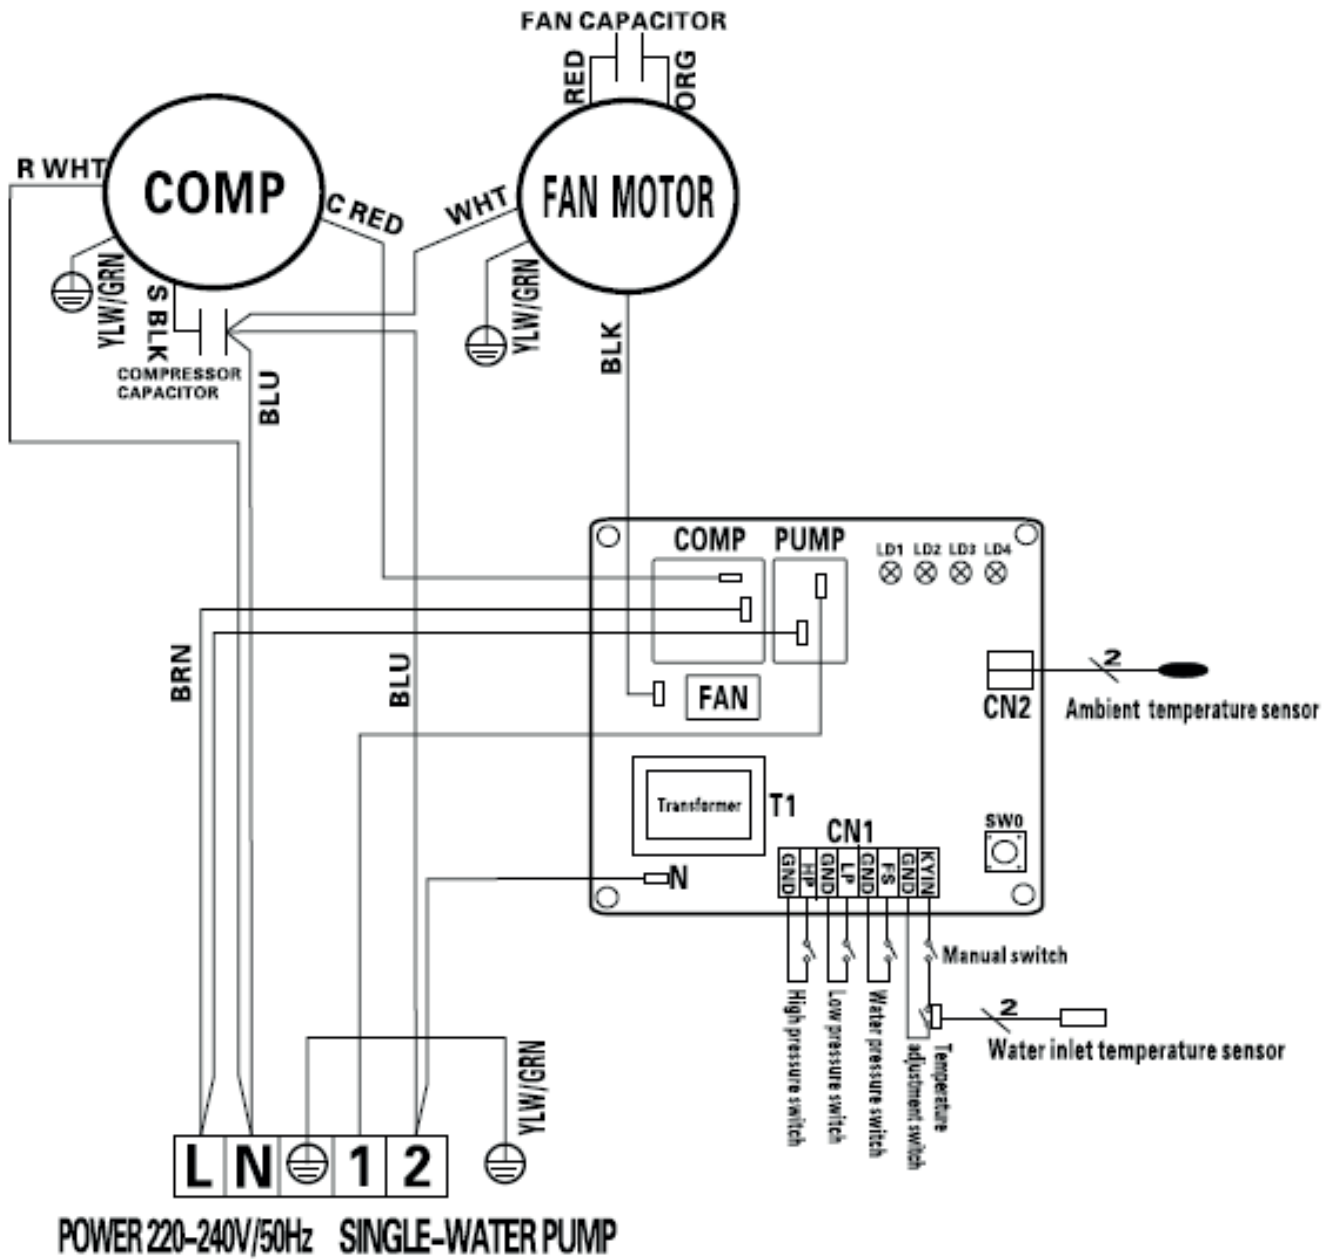 FAN CAPACITOR
RED
ORG
R WHT
COMP
C RED
WHT
FAN MOTOR
YLW/GRN
S BLK
YLW/GRN
BLK
COMPRESSOR
CAPACITOR
BLU
COMP PUMP
LD1 LD2 LD3 LD4
BRN
BLU
2
FAN
CN2
Ambient temperature sensor
Transformer
T1
CN1
SW0
N
GND HP GND LP GND FS GND KYIN
Manual switch
High pressure switch
Low pressure switch
Water pressure switch
Temperature
adjustment switch
2
Water inlet temperature sensor
YLW/GRN
L N 1 2
POWER 220-240V/50Hz SINGLE-WATER PUMP